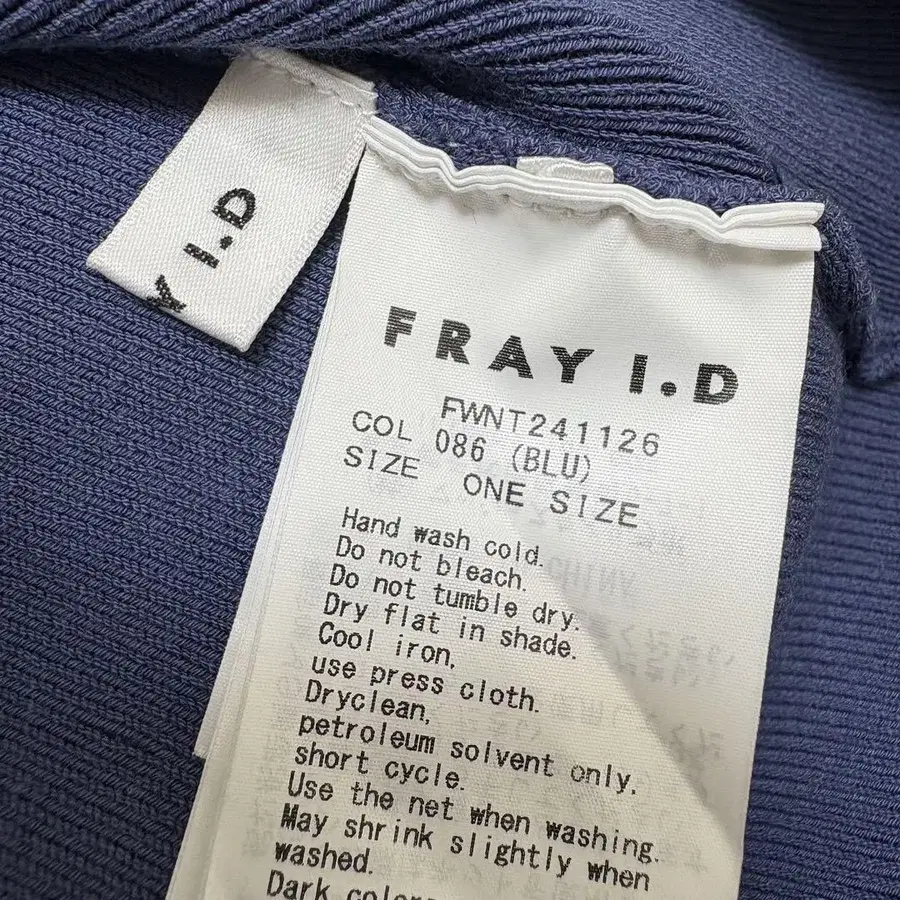 Y I.D
FRAY I.D
FWNT241126
COL 086 (BLU)
SIZE ONE SIZE
Hand wash cold.
Do not bleach.
Do not tumble dry.
Dry flat in shade.
Cool iron,
use press cloth.
Dryclean,
petroleum solvent only,
short cycle.
Use the net when washing.
May shrink slightly when
washed.
Dark